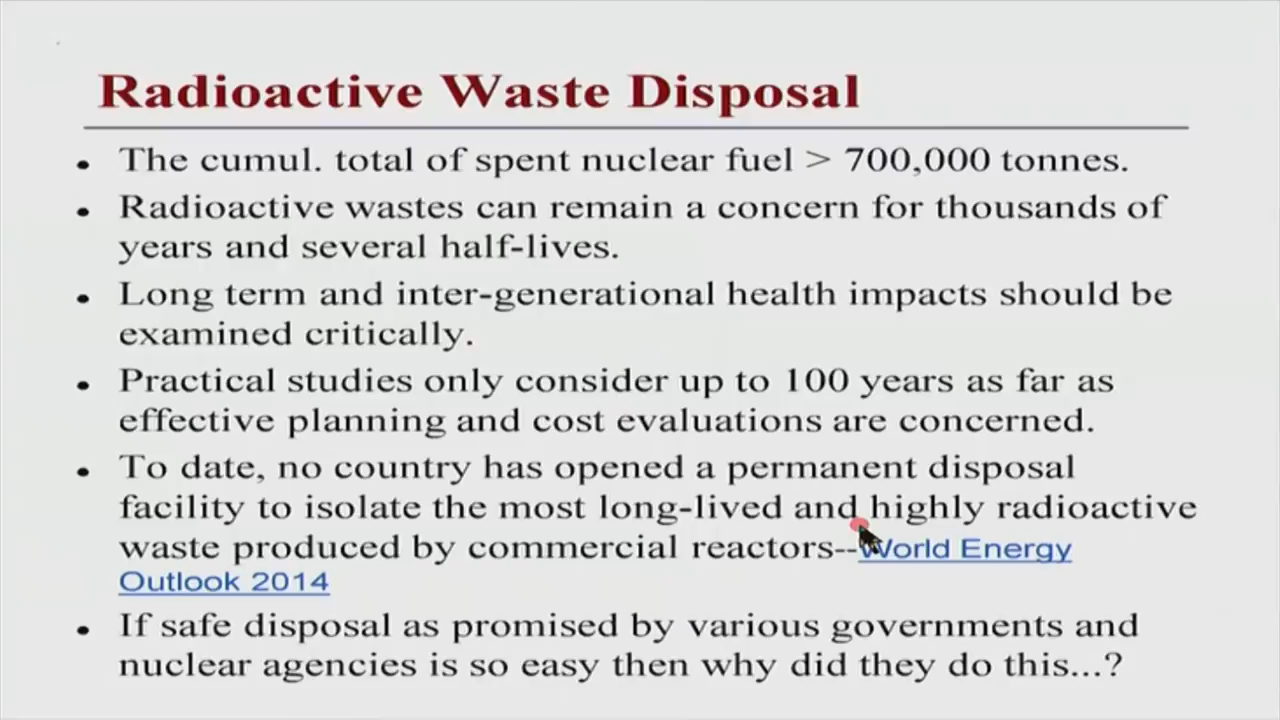 Radioactive Waste Disposal
• The cumul. total of spent nuclear fuel > 700,000 tonnes.
• Radioactive wastes can remain a concern for thousands of
years and several half-lives.
• Long term and inter-generational health impacts should be
examined critically.
• Practical studies only consider up to 100 years as far as
effective planning and cost evaluations are concerned.
• To date, no country has opened a permanent disposal
facility to isolate the most long-lived and highly radioactive
waste produced by commercial reactors--World Energy
Outlook 2014
• If safe disposal as promised by various governments and
nuclear agencies is so easy then why did they do this...?